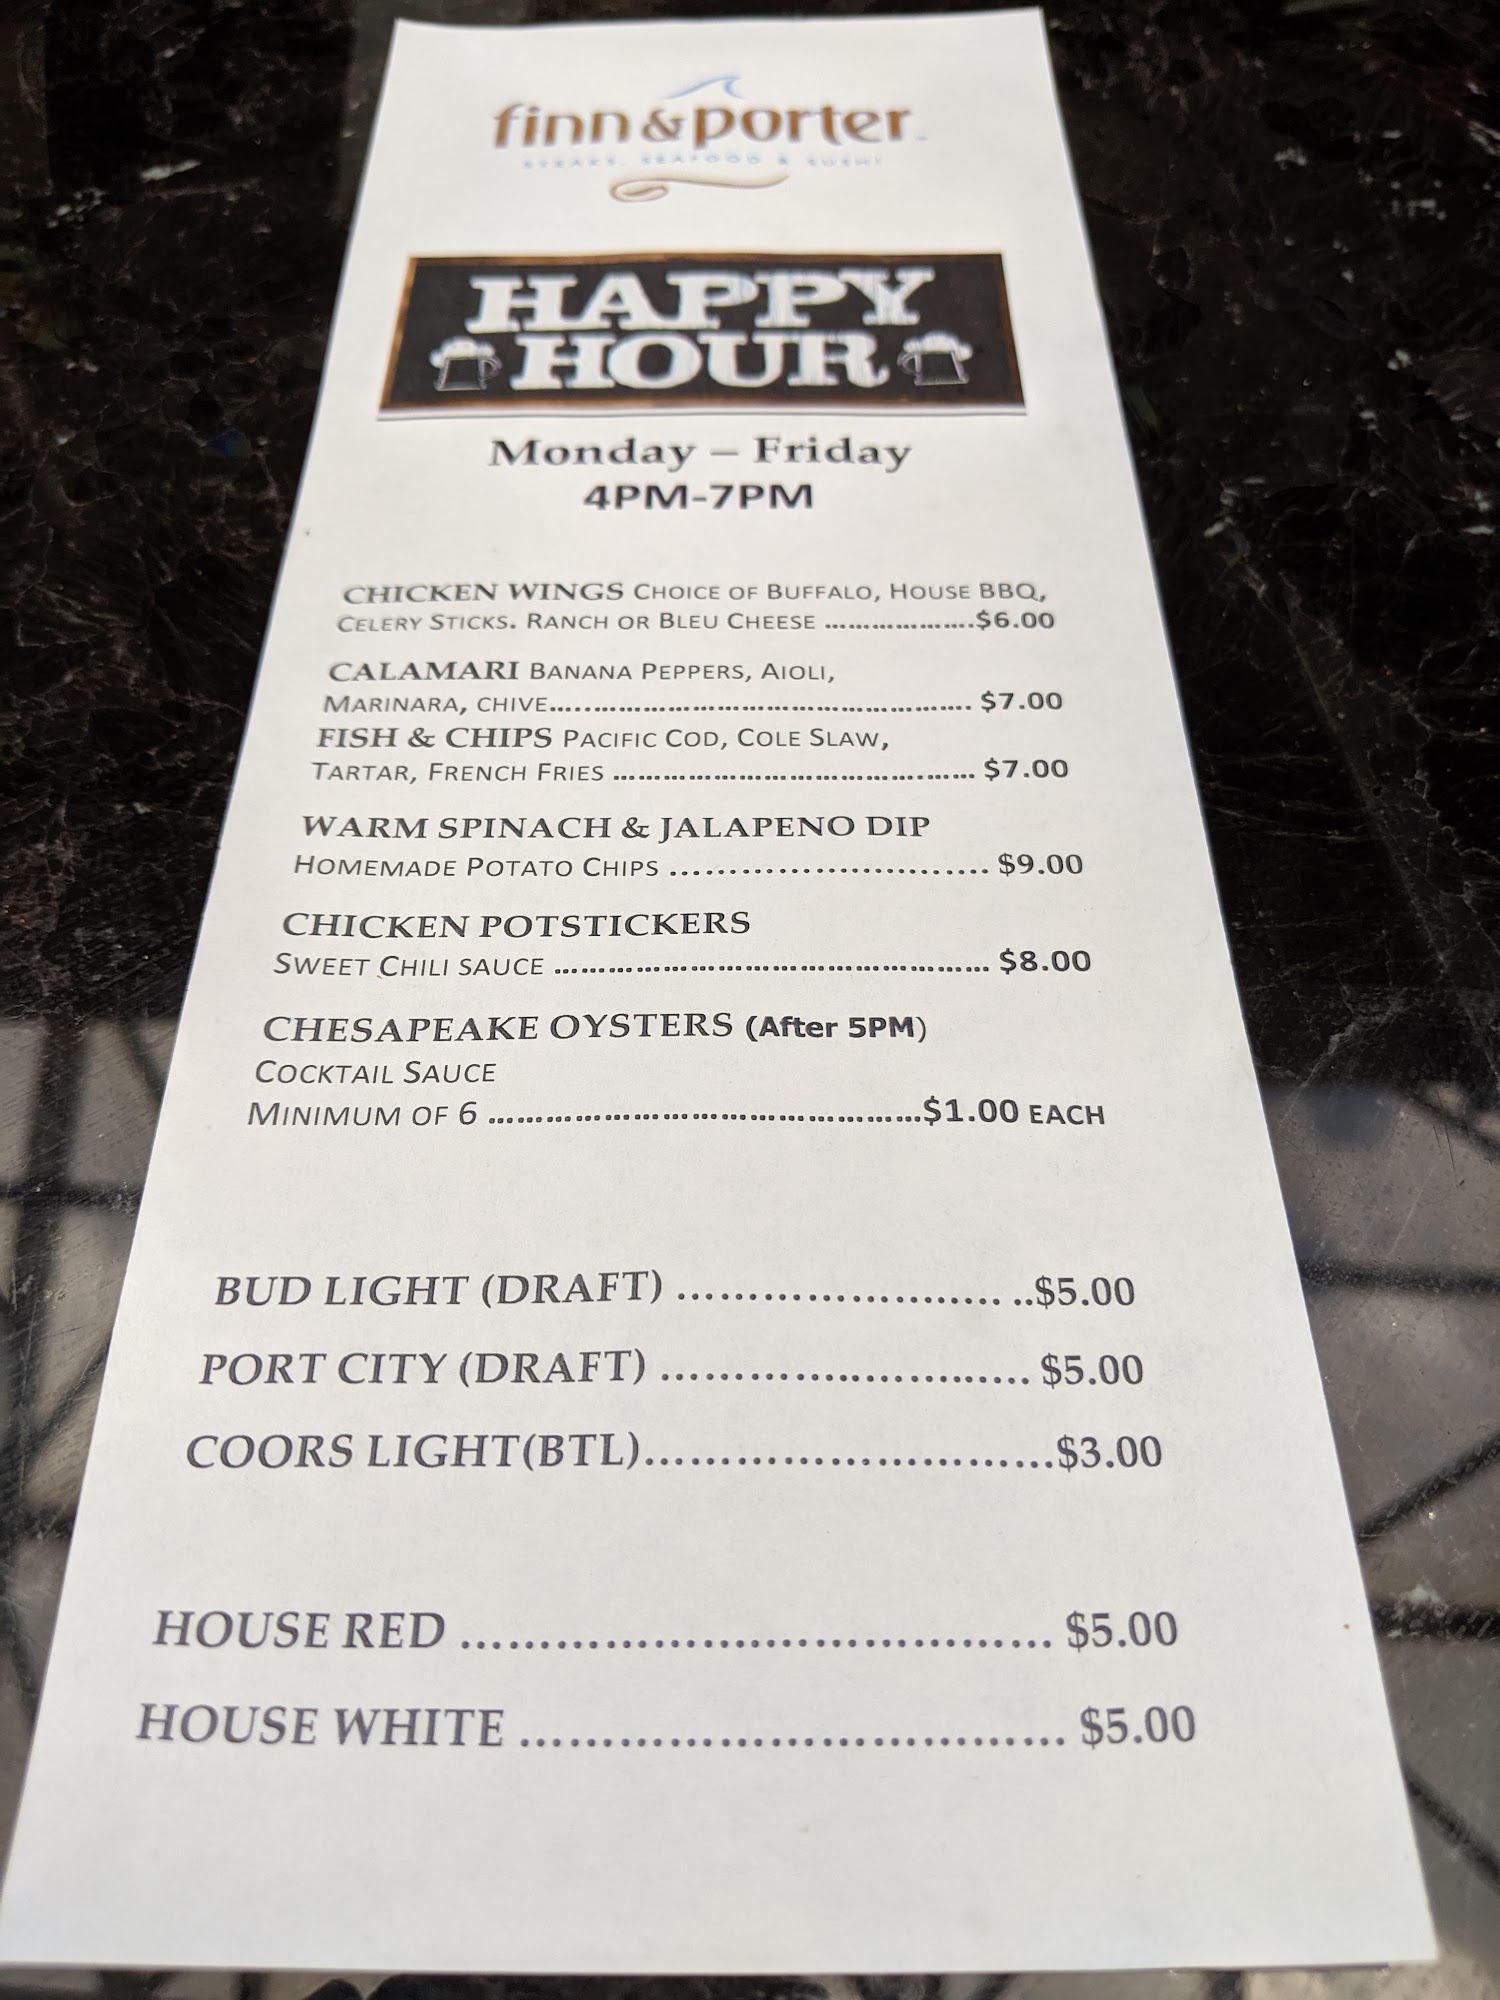 finn & porter
STEAKS, SEAFOOD & SUSHI
HAPPY
HOUR
Monday – Friday
4PM-7PM
CHICKEN WINGS CHOICE OF BUFFALO, HOUSE BBQ,
CELERY STICKS. RANCH OR BLEU CHEESE ....................$6.00
CALAMARI BANANA PEPPERS, AIOLI,
MARINARA, CHIVE.................................................... $7.00
FISH & CHIPS PACIFIC COD, COLE SLAW,
TARTAR, FRENCH FRIES ............................................. $7.00
WARM SPINACH & JALAPENO DIP
HOMEMADE POTATO CHIPS ................................ $9.00
CHICKEN POTSTICKERS
SWEET CHILI SAUCE ................................................ $8.00
CHESAPEAKE OYSTERS (After 5PM)
COCKTAIL SAUCE
MINIMUM OF 6 ................................................$1.00 EACH
BUD LIGHT (DRAFT) ......................... ..$5.00
PORT CITY (DRAFT) ............................ $5.00
COORS LIGHT(BTL)..............................$3.00
HOUSE RED ...................................... $5.00
HOUSE WHITE .................................. $5.00